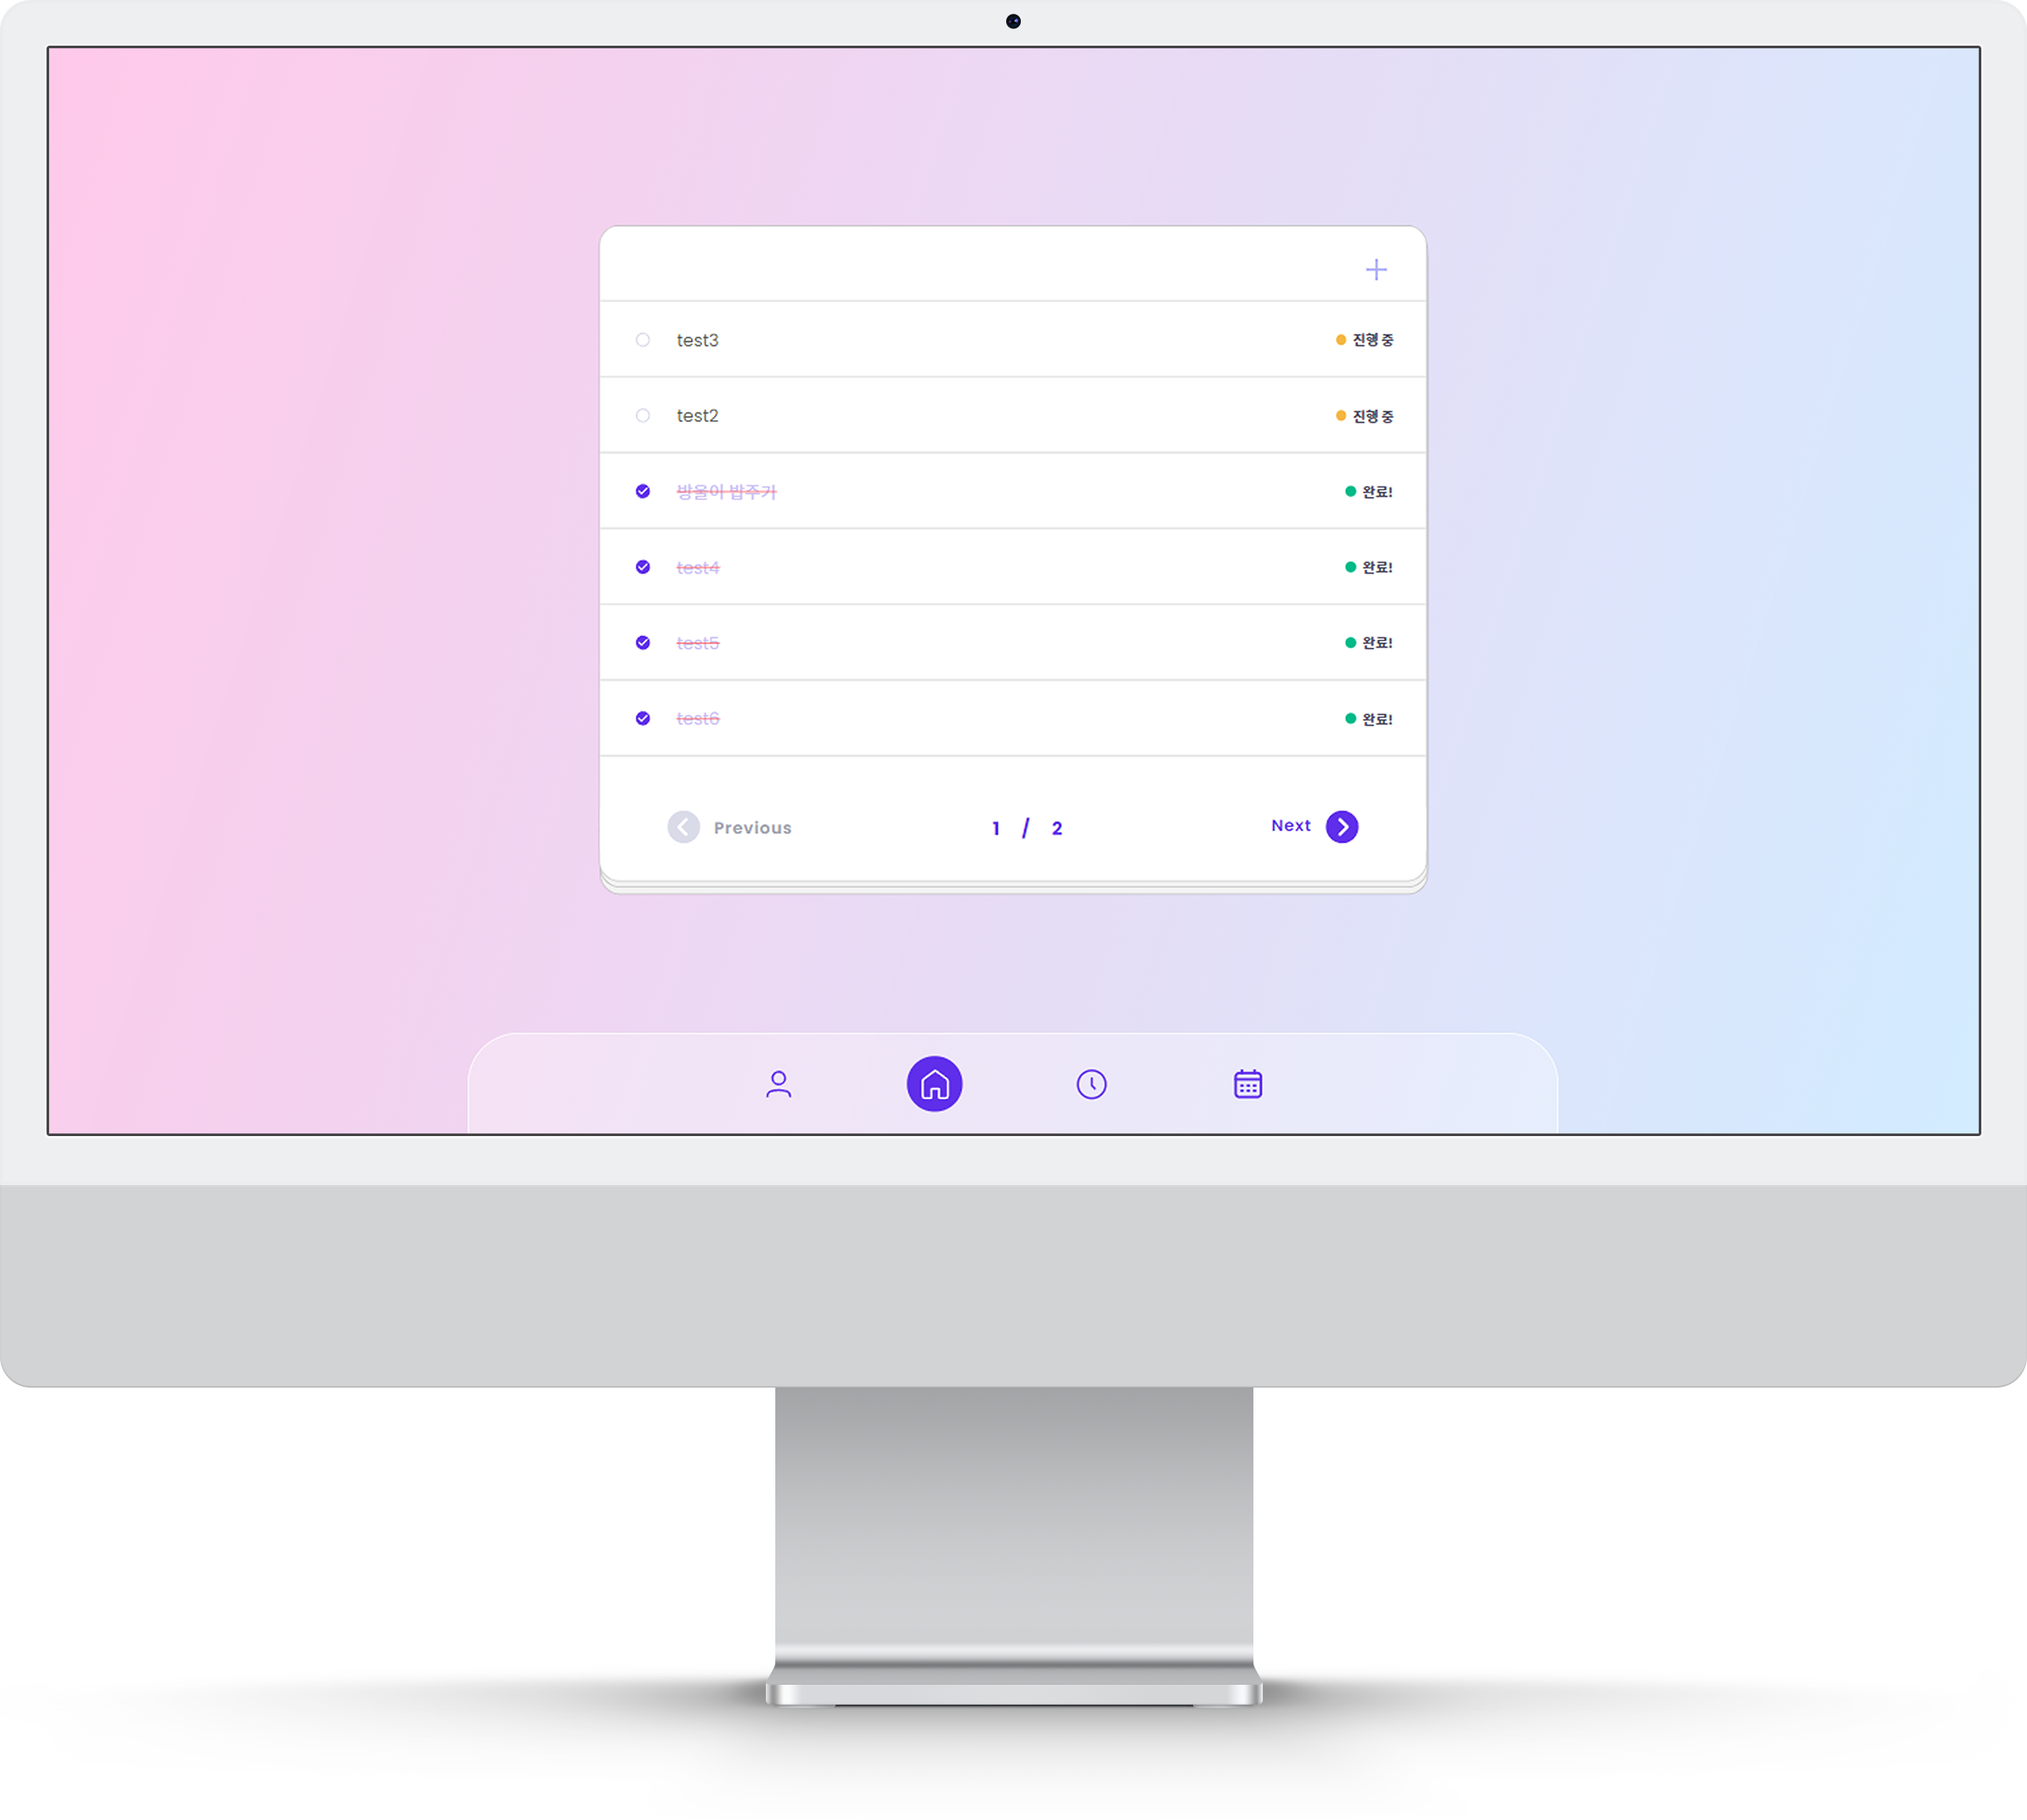 test3 진행 중
test2 진행 중
방울이 밥주기 완료!
test4 완료!
test5 완료!
test6 완료!
Previous 1 / 2 Next